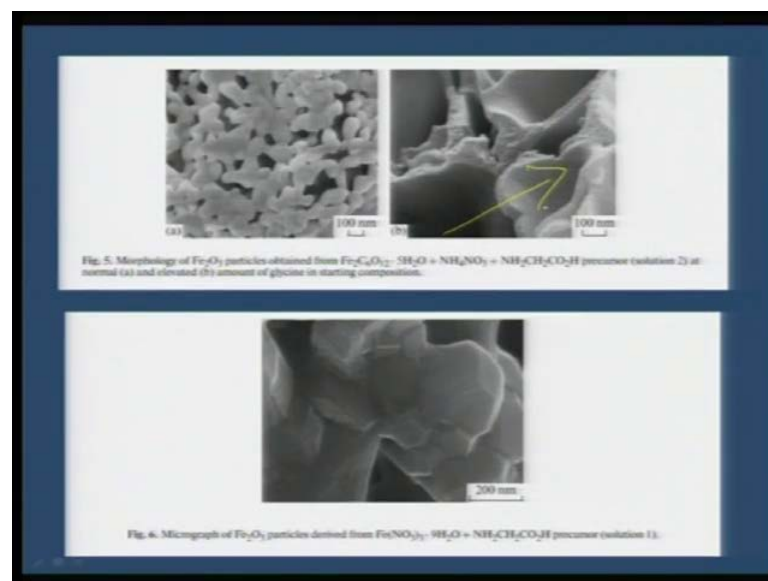 100 nm
(a)
100 nm
(b)
Fig. 5. Morphology of Fe₂O₃ particles obtained from Fe₂C₆O₁₂ · 5H₂O + NH₄NO₃ + NH₂CH₂CO₂H precursor (solution 2) at
normal (a) and elevated (b) amount of glycine in starting composition.
200 nm
Fig. 6. Micrograph of Fe₂O₃ particles derived from Fe(NO₃)₃ · 9H₂O + NH₂CH₂CO₂H precursor (solution 1).